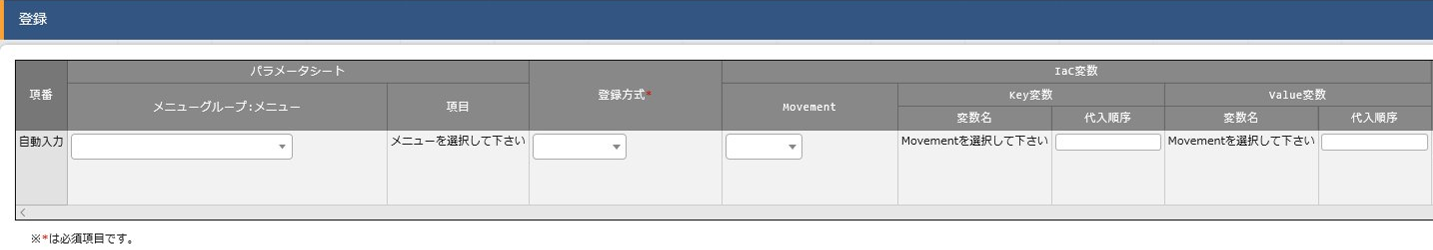 登録
パラメータシート
IaC変数
項番
登録方式*
Key変数
Value変数
メニューグループ:メニュー
項目
Movement
変数名
代入順序
変数名
代入順序
自動入力
メニューを選択して下さい
Movementを選択して下さい
Movementを選択して下さい
※*は必須項目です。